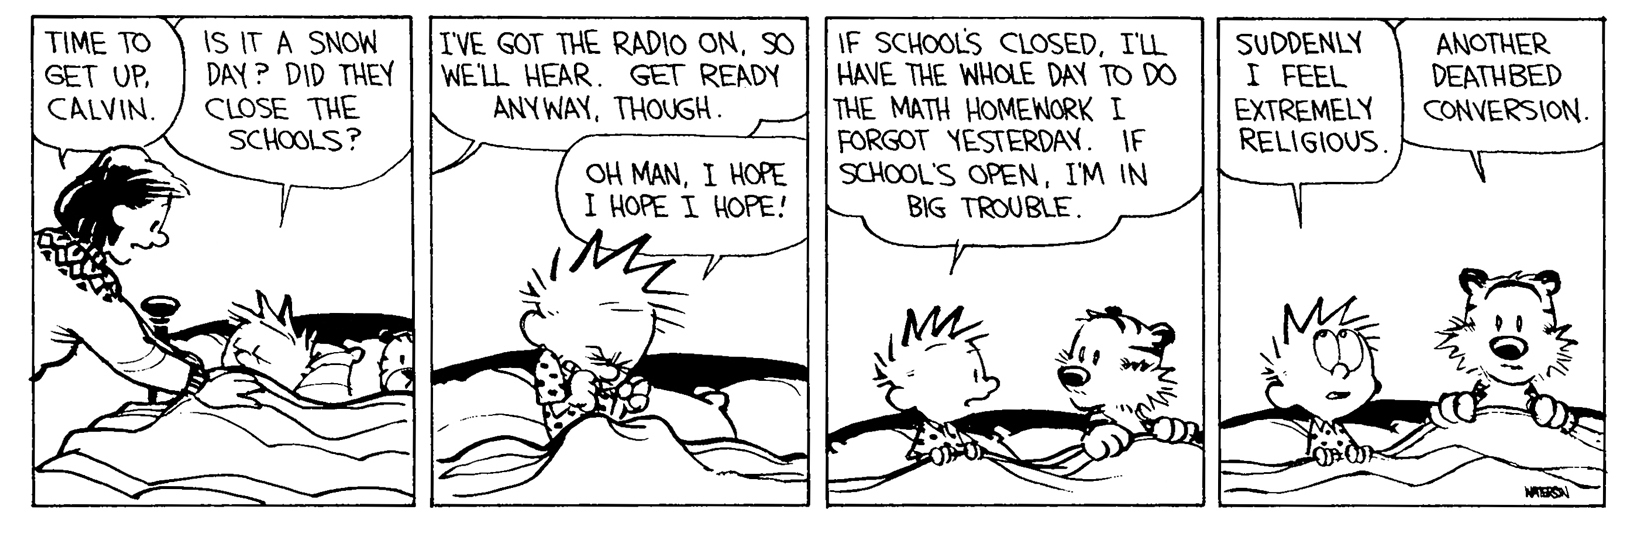 TIME TO
GET UP,
CALVIN.
IS IT A SNOW
DAY? DID THEY
CLOSE THE
SCHOOLS?
I'VE GOT THE RADIO ON, SO
WE'LL HEAR. GET READY
ANYWAY, THOUGH.
OH MAN, I HOPE
I HOPE I HOPE!
IF SCHOOL'S CLOSED, I'LL
HAVE THE WHOLE DAY TO DO
THE MATH HOMEWORK I
FORGOT YESTERDAY. IF
SCHOOL'S OPEN, I'M IN
BIG TROUBLE.
SUDDENLY
I FEEL
EXTREMELY
RELIGIOUS.
ANOTHER
DEATHBED
CONVERSION.
WATTERSON